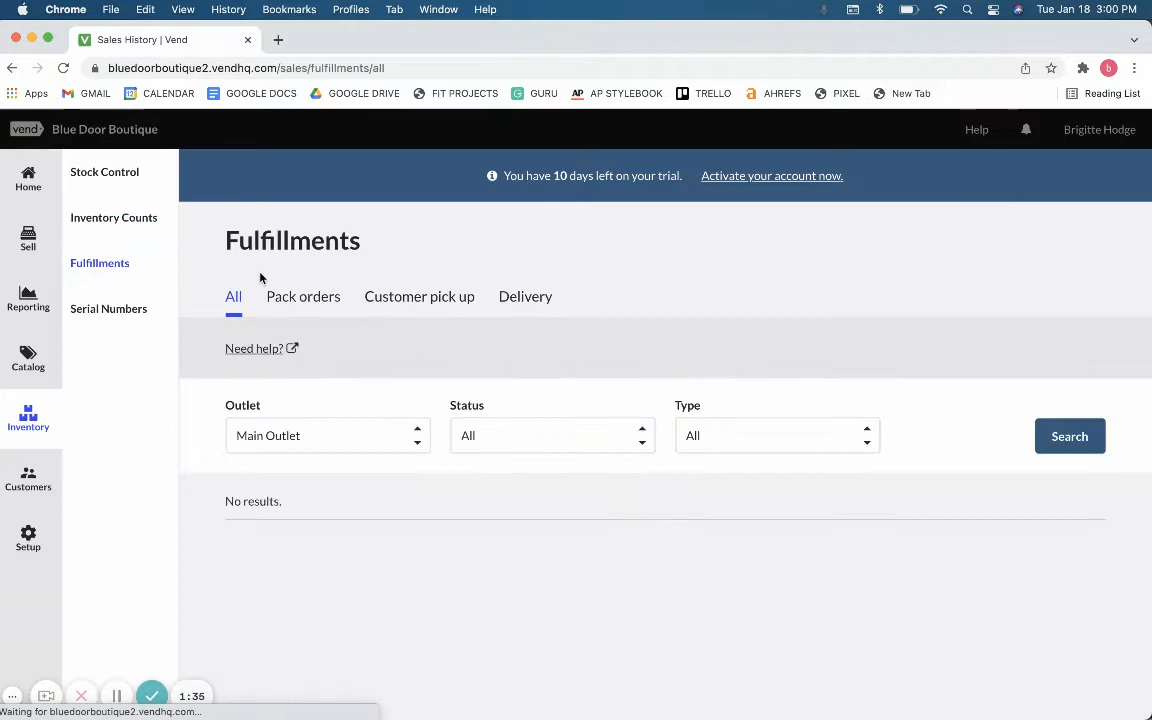 Chrome File Edit View History Bookmarks Profiles Tab Window Help Tue Jan 18 3:00 PM
Sales History | Vend
bluedoorboutique2.vendhq.com/sales/fulfillments/all b
Apps GMAIL CALENDAR GOOGLE DOCS GOOGLE DRIVE FIT PROJECTS GURU AP AP STYLEBOOK TRELLO AHREFS PIXEL New Tab Reading List
vend Blue Door Boutique Help Brigitte Hodge
Home
Sell
Reporting
Catalog
Inventory
Customers
Setup
Stock Control
Inventory Counts
Fulfillments
Serial Numbers
You have 10 days left on your trial. Activate your account now.
Fulfillments
All Pack orders Customer pick up Delivery
Need help?
Outlet Status Type
Main Outlet All All Search
No results.
1:35
Waiting for bluedoorboutique2.vendhq.com...